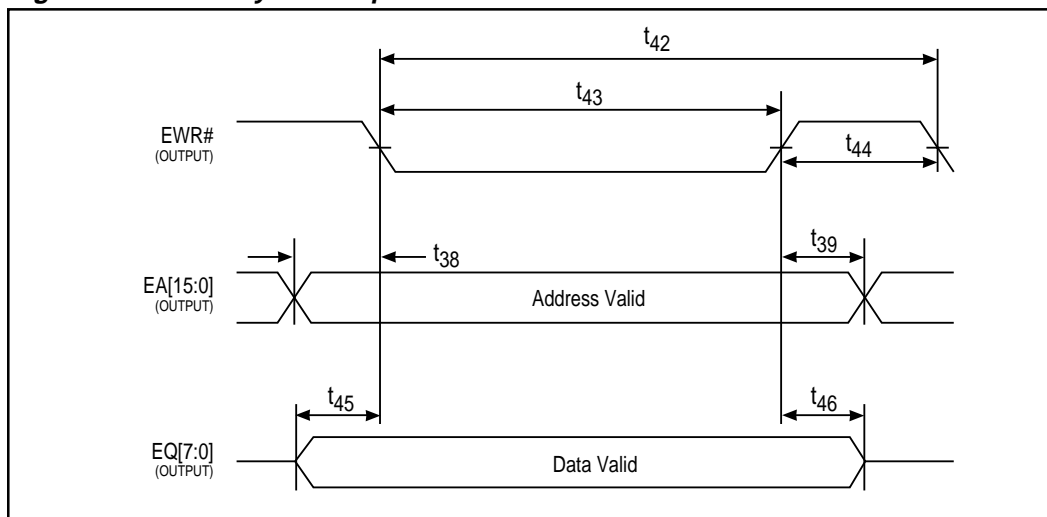 t42
t43
EWR#
(OUTPUT)
t44
t38
t39
EA[15:0]
(OUTPUT)
Address Valid
t45
t46
EQ[7:0]
(OUTPUT)
Data Valid